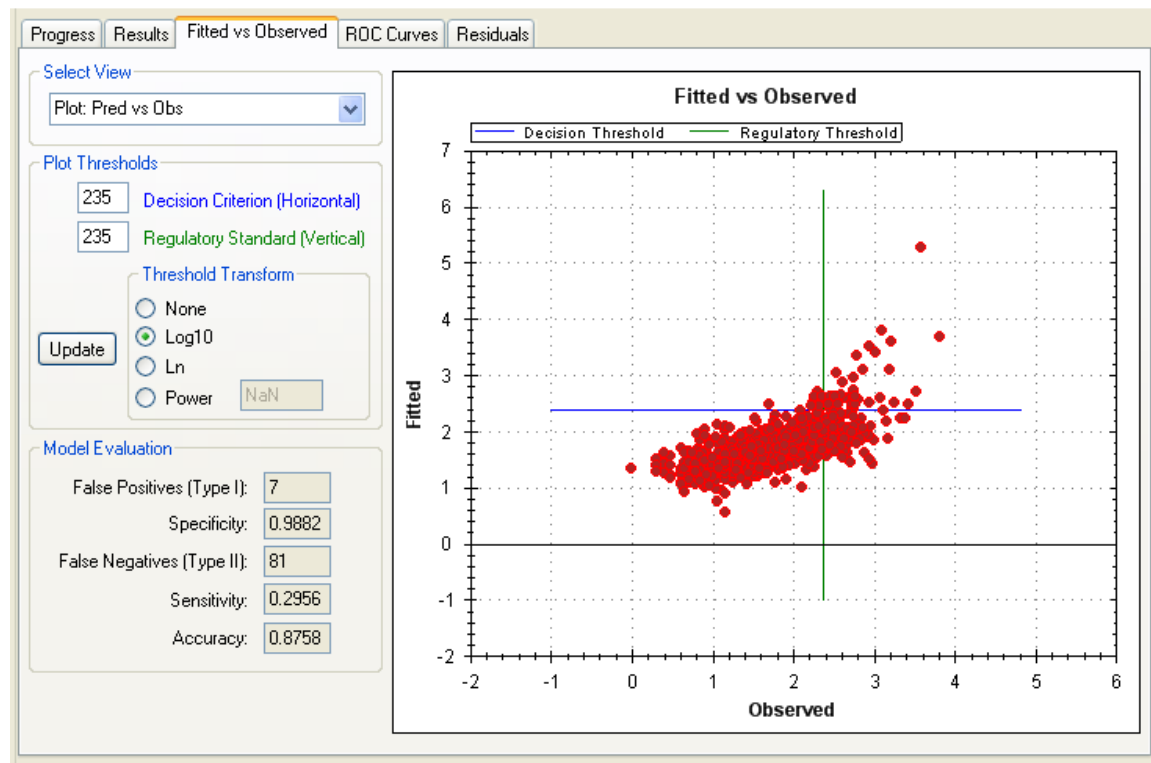 Progress Results Fitted vs Observed ROC Curves Residuals
Select View
Plot: Pred vs Obs
Plot Thresholds
235 Decision Criterion (Horizontal)
235 Regulatory Standard (Vertical)
Threshold Transform
None
Log10
Update
Ln
Power NaN
Model Evaluation
False Positives (Type I): 7
Specificity: 0.9882
False Negatives (Type II): 81
Sensitivity: 0.2956
Accuracy: 0.8758
Fitted vs Observed
Decision Threshold Regulatory Threshold
7
6
5
4
3
2
1
0
-1
-2
Fitted
-2 -1 0 1 2 3 4 5 6
Observed